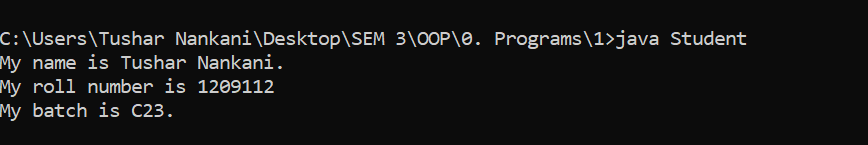 C:\Users\Tushar Nankani\Desktop\SEM 3\OOP\0. Programs\1>java Student
My name is Tushar Nankani.
My roll number is 1209112
My batch is C23.